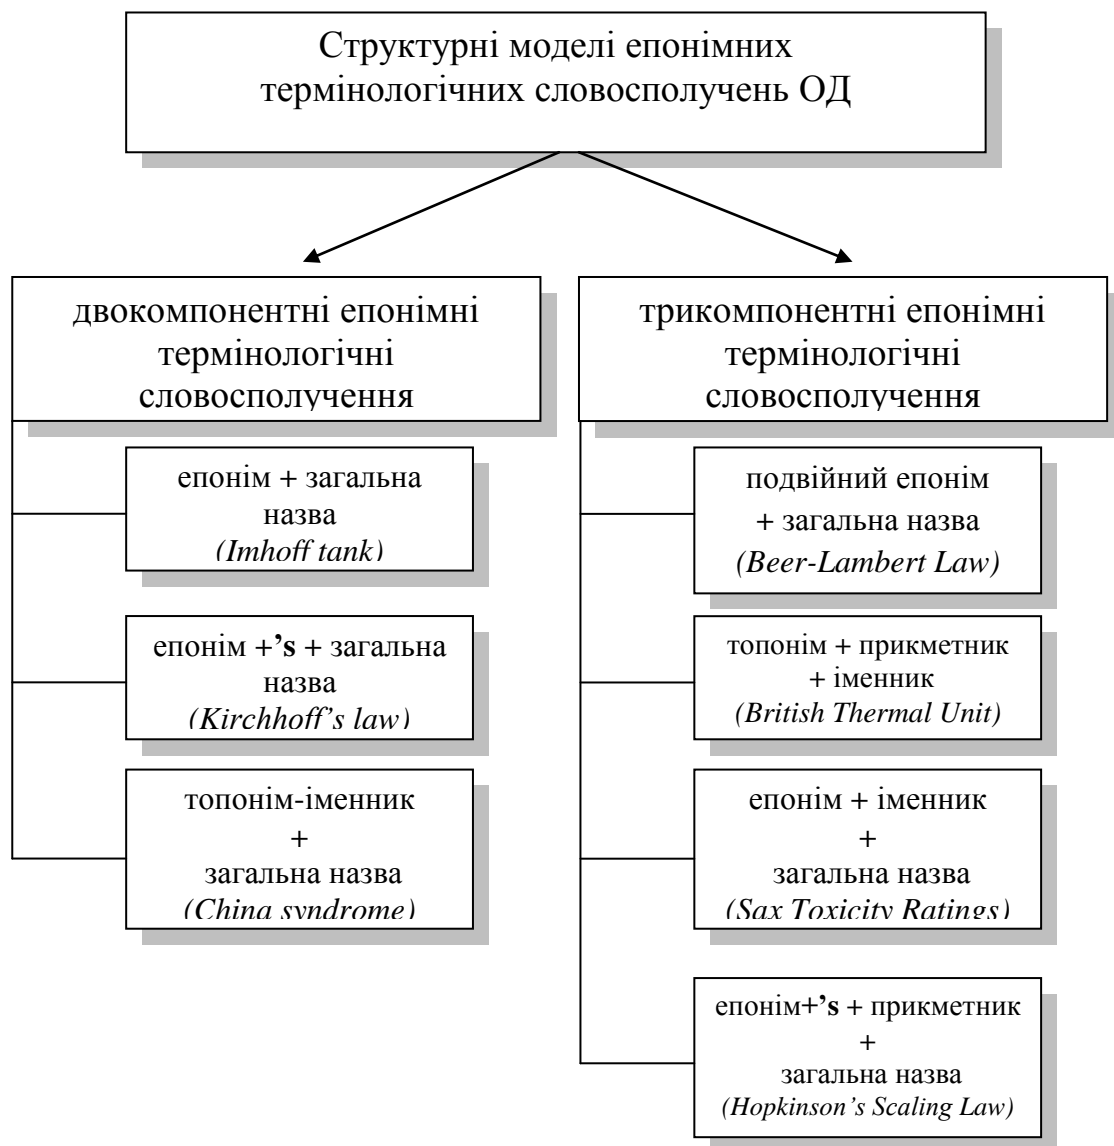 Структурні моделі епонімних
термінологічних словосполучень ОД
двокомпонентні епонімні
термінологічні
словосполучення
епонім + загальна
назва
(Imhoff tank)
епонім +’s + загальна
назва
(Kirchhoff’s law)
топонім-іменник
+
загальна назва
(China syndrome)
трикомпонентні епонімні
термінологічні
словосполучення
подвійний епонім
+ загальна назва
(Beer-Lambert Law)
топонім + прикметник
+ іменник
(British Thermal Unit)
епонім + іменник
+
загальна назва
(Sax Toxicity Ratings)
епонім+’s + прикметник
+
загальна назва
(Hopkinson’s Scaling Law)